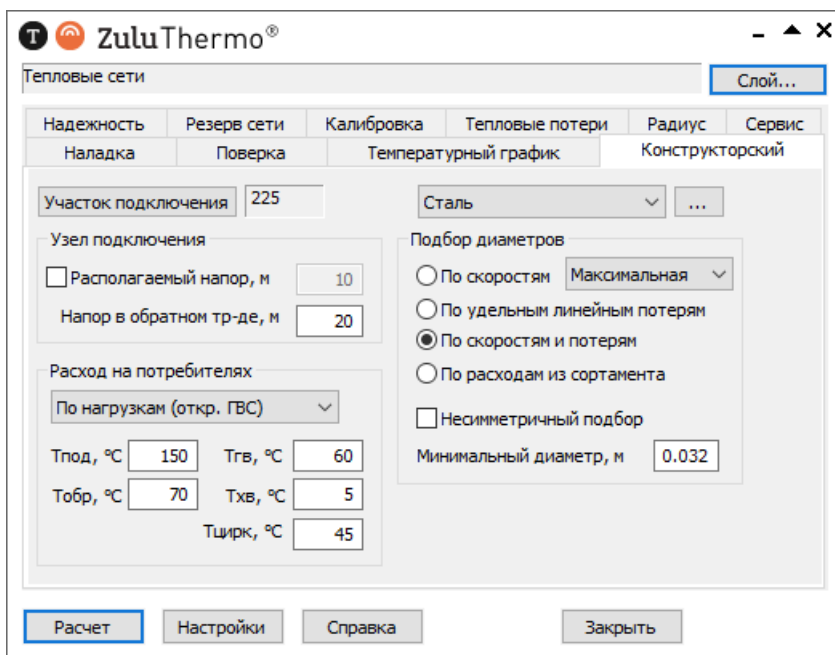 T ZuluThermo®
Тепловые сети
Слой...
Надежность Резерв сети Калибровка Тепловые потери Радиус Сервис
Наладка Поверка Температурный график Конструкторский
Участок подключения 225 Сталь ...
Узел подключения
Располагаемый напор, м 10
Напор в обратном тр-де, м 20
Расход на потребителях
По нагрузкам (откр. ГВС)
Тпод, °C 150 Тгв, °C 60
Тобр, °C 70 Тхв, °C 5
Тцирк, °C 45
Подбор диаметров
По скоростям Максимальная
По удельным линейным потерям
По скоростям и потерям
По расходам из сортамента
Несимметричный подбор
Минимальный диаметр, м 0.032
Расчет Настройки Справка Закрыть